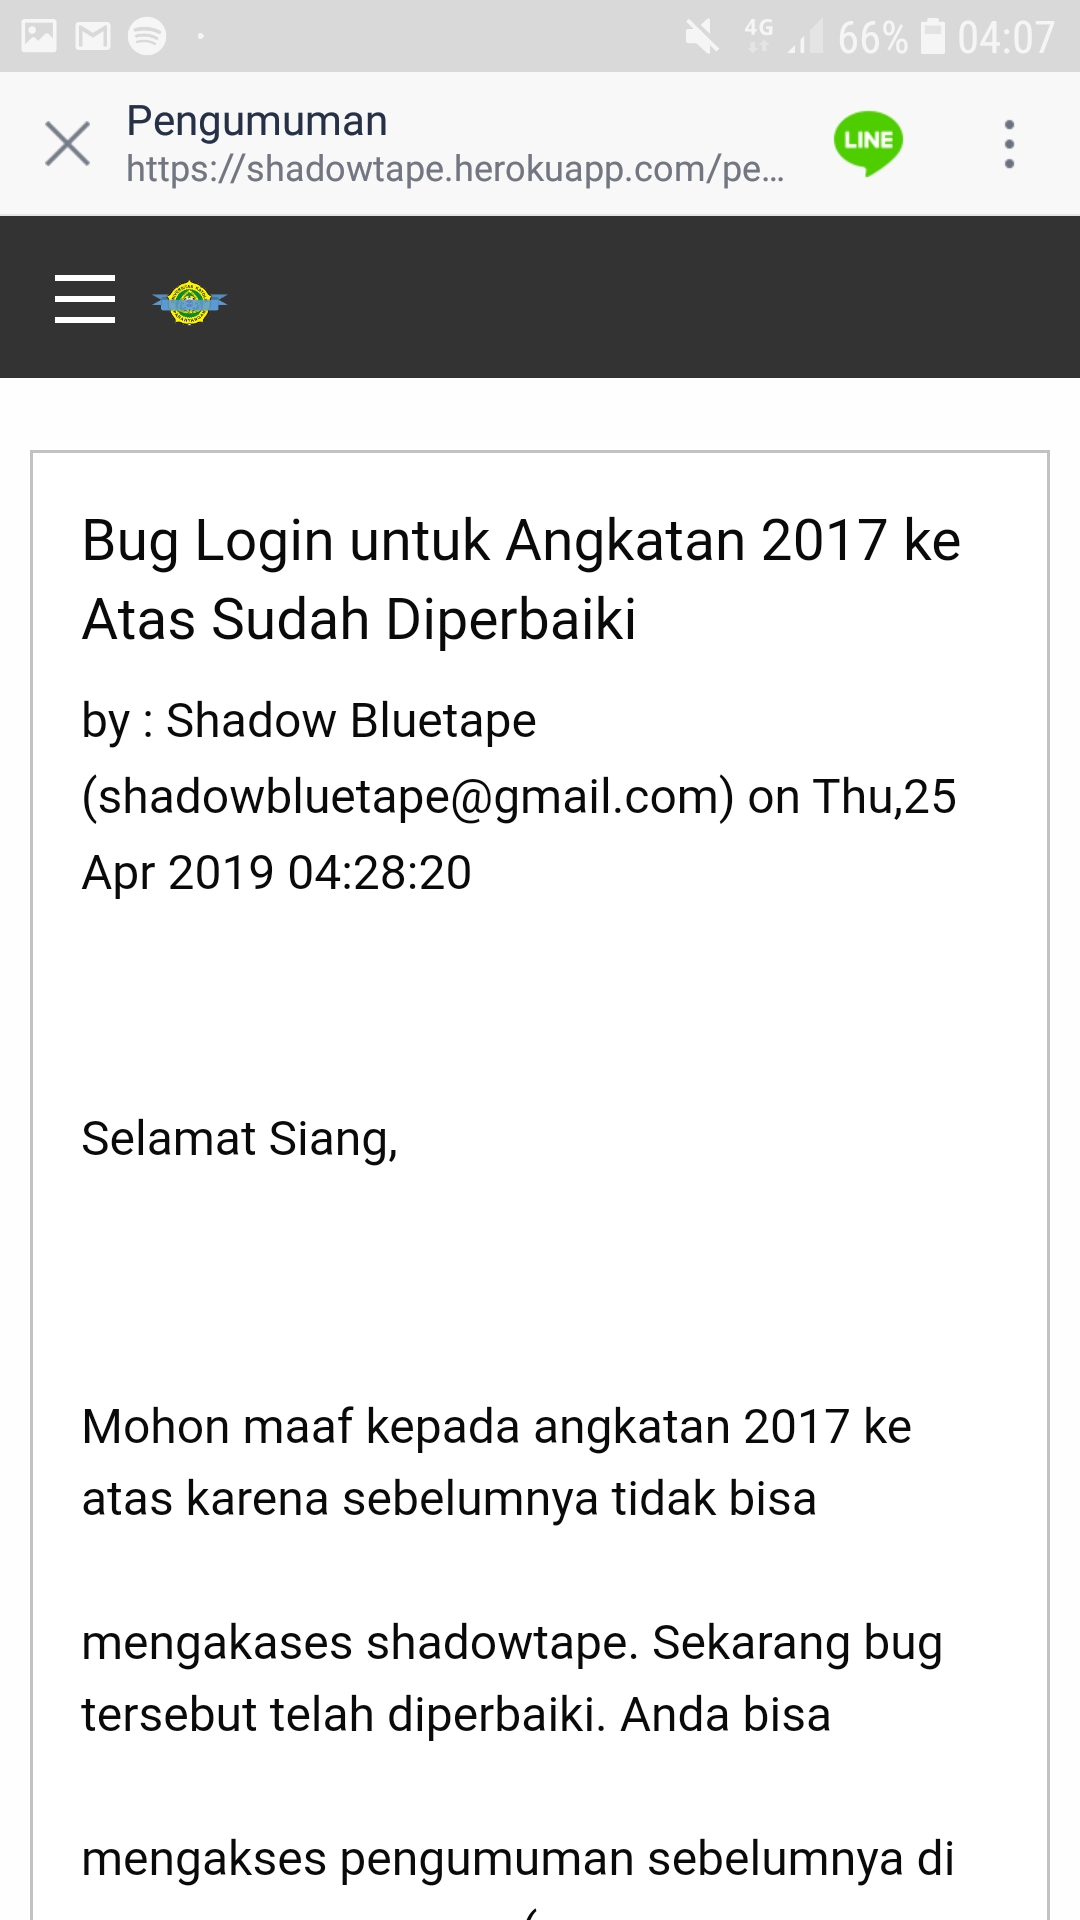 4G
66%
04:07
Pengumuman
https://shadowtape.herokuapp.com/pe...
LINE
Bug Login untuk Angkatan 2017 ke
Atas Sudah Diperbaiki
by : Shadow Bluetape
(shadowbluetape@gmail.com) on Thu,25
Apr 2019 04:28:20
Selamat Siang,
Mohon maaf kepada angkatan 2017 ke
atas karena sebelumnya tidak bisa
mengakases shadowtape. Sekarang bug
tersebut telah diperbaiki. Anda bisa
mengakses pengumuman sebelumnya di